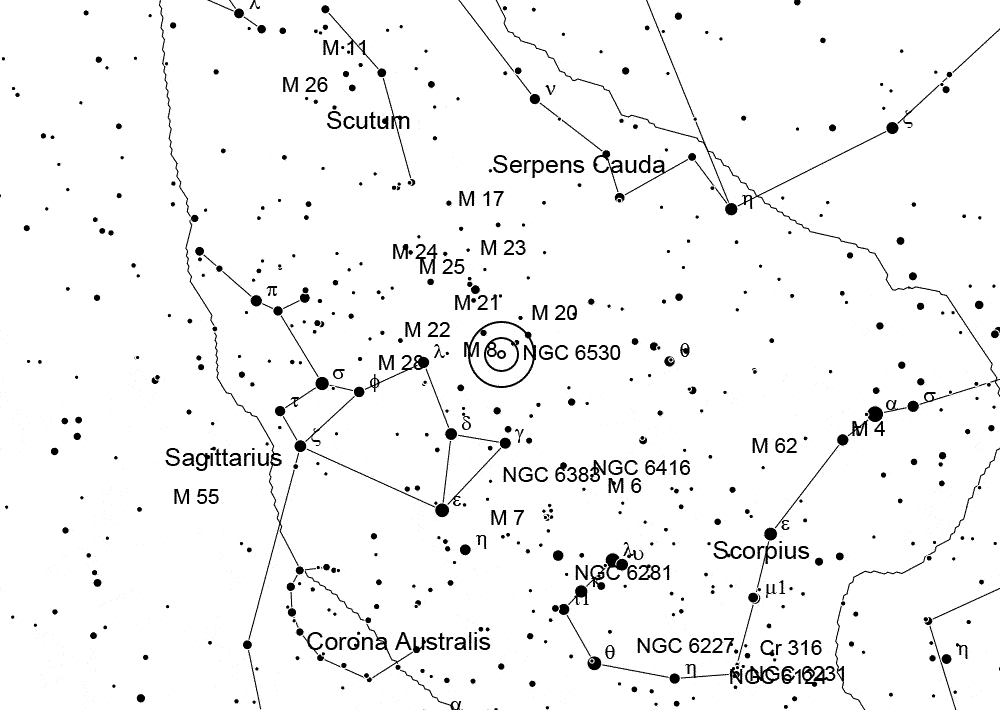 λ
M 11
M 26
ν
Scutum
ζ
Serpens Cauda
M 17
η
M 24
M 23
M 25
π
M 21
M 20
M 22
λ
M 8
NGC 6530
θ
M 28
σ
φ
τ
α
σ
δ
γ
M 4
ζ
M 62
Sagittarius
NGC 6383
NGC 6416
M 6
M 55
ε
M 7
ε
η
Scorpius
λ
υ
NGC 6281
κ
ι1
μ1
Corona Australis
θ
NGC 6227
Cr 316
η
η
NGC 6124
NGC 6231
α